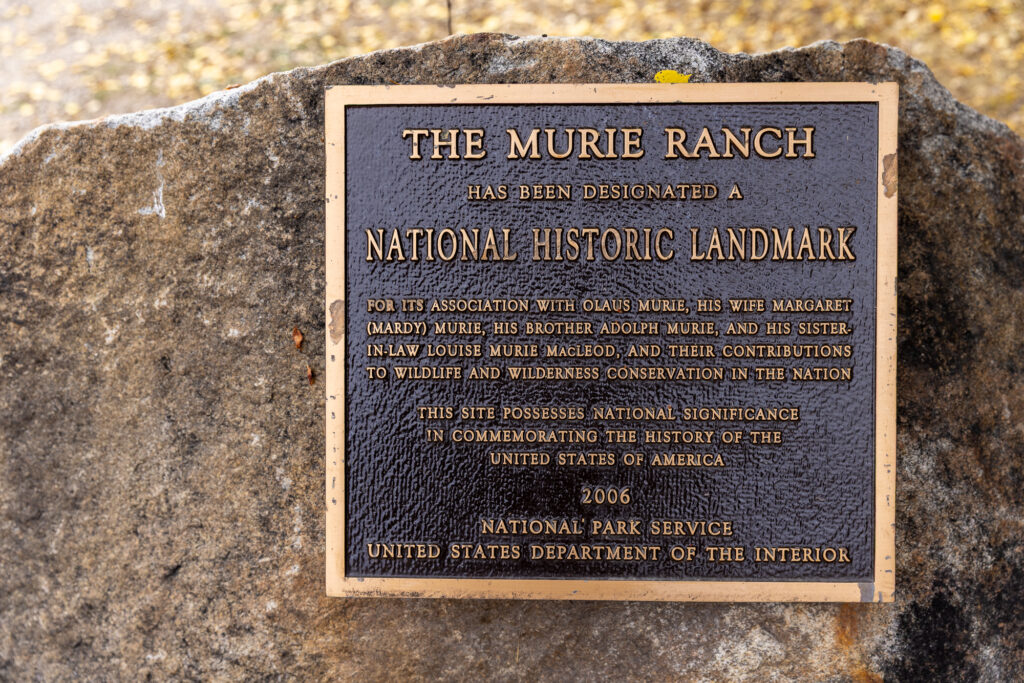 THE MURIE RANCH
HAS BEEN DESIGNATED A
NATIONAL HISTORIC LANDMARK
FOR ITS ASSOCIATION WITH OLAUS MURIE, HIS WIFE MARGARET
(MARDY) MURIE, HIS BROTHER ADOLPH MURIE, AND HIS SISTER-
IN-LAW LOUISE MURIE MACLEOD, AND THEIR CONTRIBUTIONS
TO WILDLIFE AND WILDERNESS CONSERVATION IN THE NATION
THIS SITE POSSESSES NATIONAL SIGNIFICANCE
IN COMMEMORATING THE HISTORY OF THE
UNITED STATES OF AMERICA
2006
NATIONAL PARK SERVICE
UNITED STATES DEPARTMENT OF THE INTERIOR